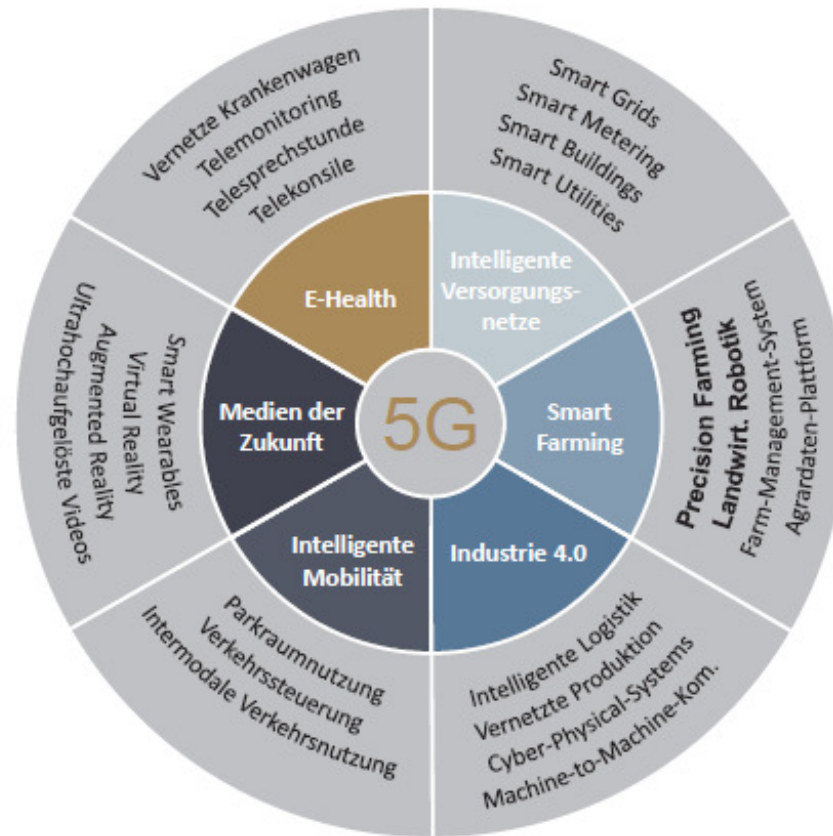 Vernetze Krankenwagen
Telemonitoring
Telesprechstunde
Telekonsile
Smart Grids
Smart Metering
Smart Buildings
Smart Utilities
E-Health
Intelligente
Versorgungs-
netze
Smart Wearables
Virtual Reality
Augmented Reality
Ultrahochaufgelöste Videos
Medien der
Zukunft
5G
Smart
Farming
Precision Farming
Landwirt. Robotik
Farm-Management-System
Agrardaten-Plattform
Intelligente
Mobilität
Industrie 4.0
Parkraumnutzung
Verkehrssteuerung
Intermodale Verkehrsnutzung
Intelligente Logistik
Vernetzte Produktion
Cyber-Physical-Systems
Machine-to-Machine-Kom.